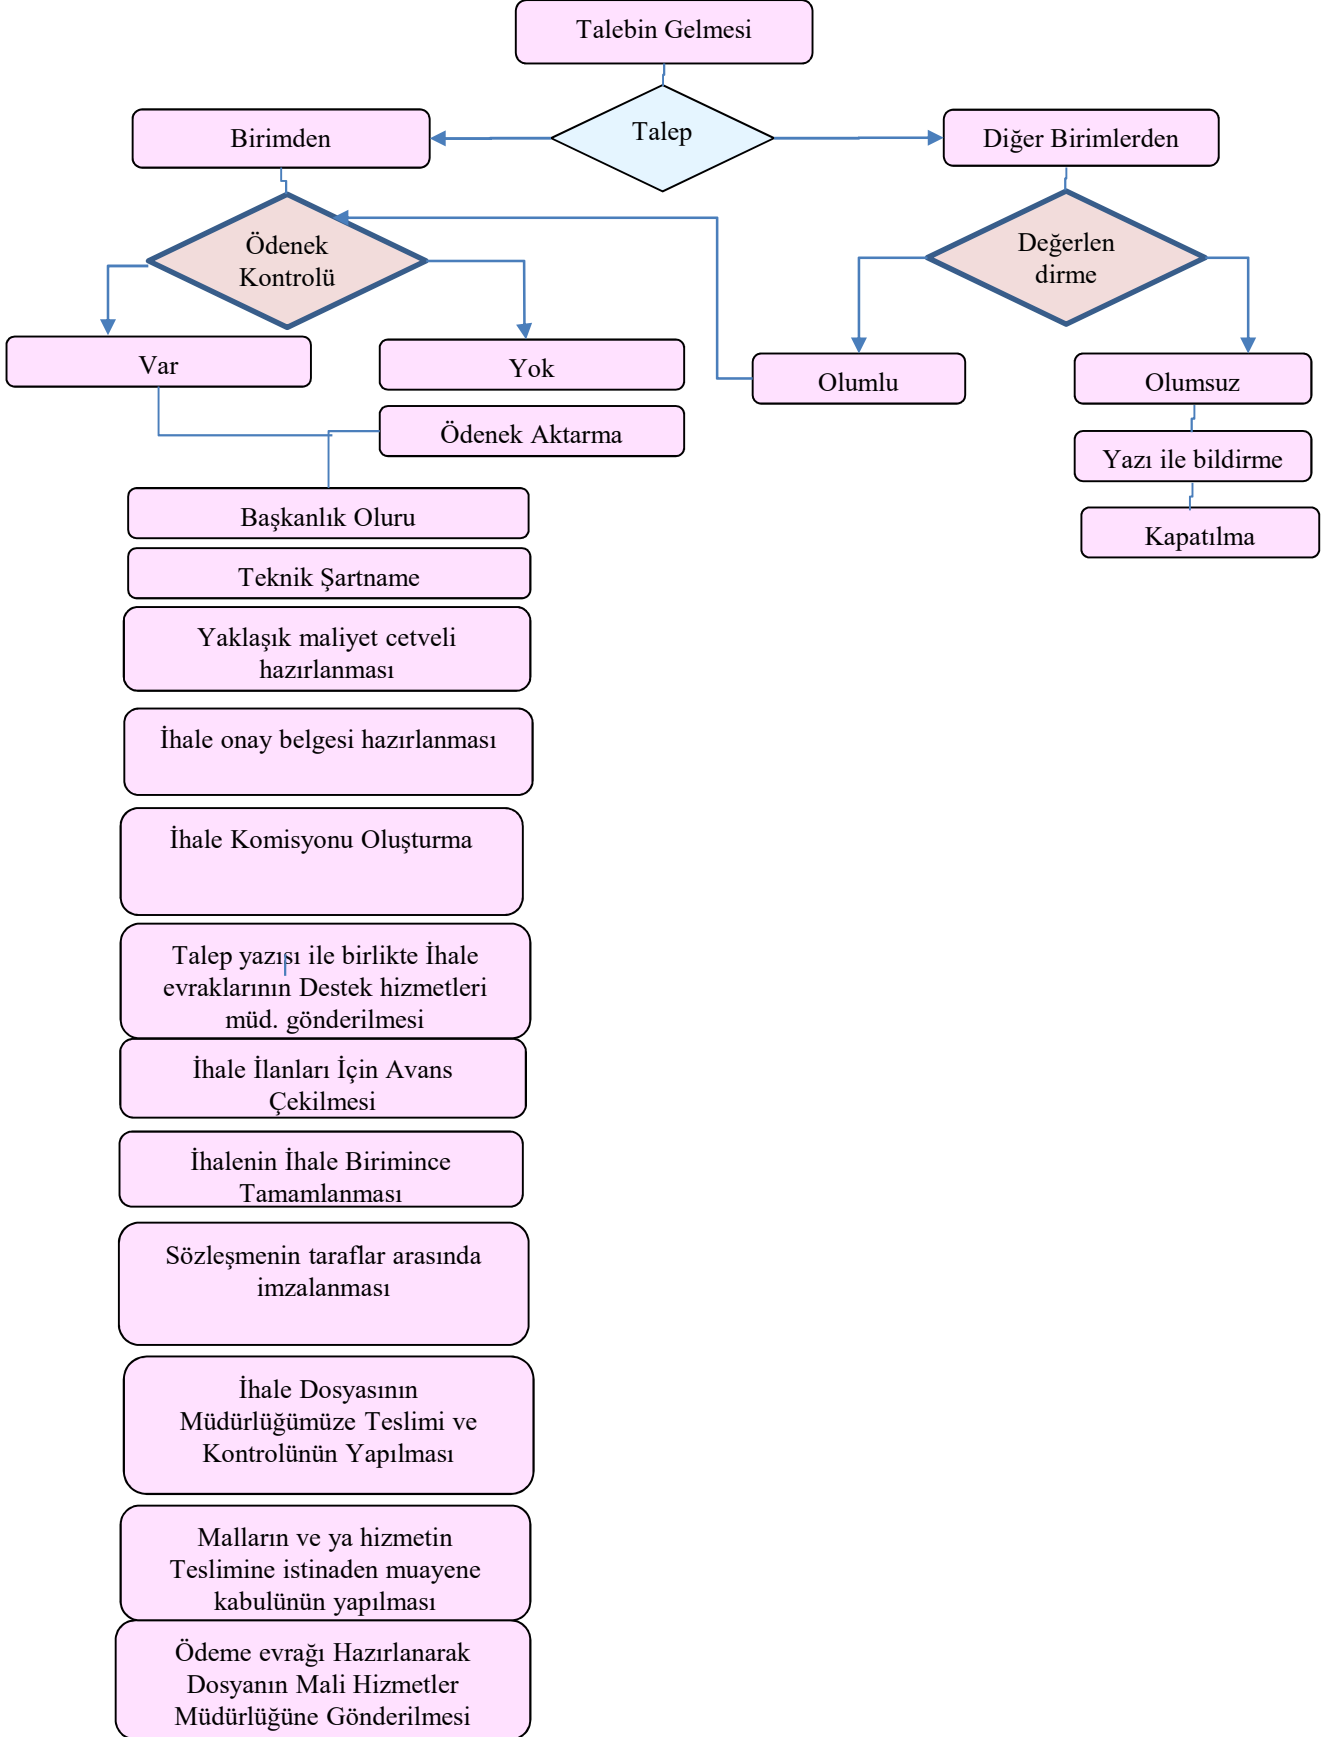 Talebin Gelmesi
Talep
Birimden
Diğer Birimlerden
Ödenek
Kontrolü
Değerlen
dirme
Var
Yok
Olumlu
Olumsuz
Ödenek Aktarma
Yazı ile bildirme
Başkanlık Oluru
Kapatılma
Teknik Şartname
Yaklaşık maliyet cetveli
hazırlanması
İhale onay belgesi hazırlanması
İhale Komisyonu Oluşturma
Talep yazısı ile birlikte İhale
evraklarının Destek hizmetleri
müd. gönderilmesi
İhale İlanları İçin Avans
Çekilmesi
İhalenin İhale Birimince
Tamamlanması
Sözleşmenin taraflar arasında
imzalanması
İhale Dosyasının
Müdürlüğümüze Teslimi ve
Kontrolünün Yapılması
Malların ve ya hizmetin
Teslimine istinaden muayene
kabulünün yapılması
Ödeme evrağı Hazırlanarak
Dosyanın Mali Hizmetler
Müdürlüğüne Gönderilmesi